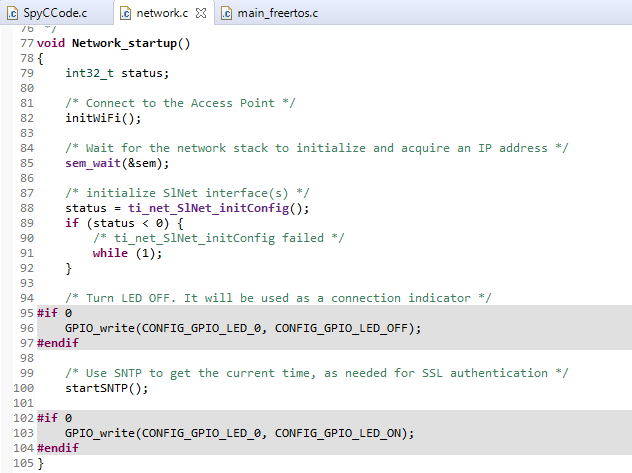 SpyCCode.c network.c main_freertos.c
76 */
77 void Network_startup()
78 {
79 int32_t status;
80
81 /* Connect to the Access Point */
82 initWiFi();
83
84 /* Wait for the network stack to initialize and acquire an IP address */
85 sem_wait(&sem);
86
87 /* initialize SlNet interface(s) */
88 status = ti_net_SlNet_initConfig();
89 if (status < 0) {
90 /* ti_net_SlNet_initConfig failed */
91 while (1);
92 }
93
94 /* Turn LED OFF. It will be used as a connection indicator */
95 #if 0
96 GPIO_write(CONFIG_GPIO_LED_0, CONFIG_GPIO_LED_OFF);
97 #endif
98
99 /* Use SNTP to get the current time, as needed for SSL authentication */
100 startSNTP();
101
102 #if 0
103 GPIO_write(CONFIG_GPIO_LED_0, CONFIG_GPIO_LED_ON);
104 #endif
105 }